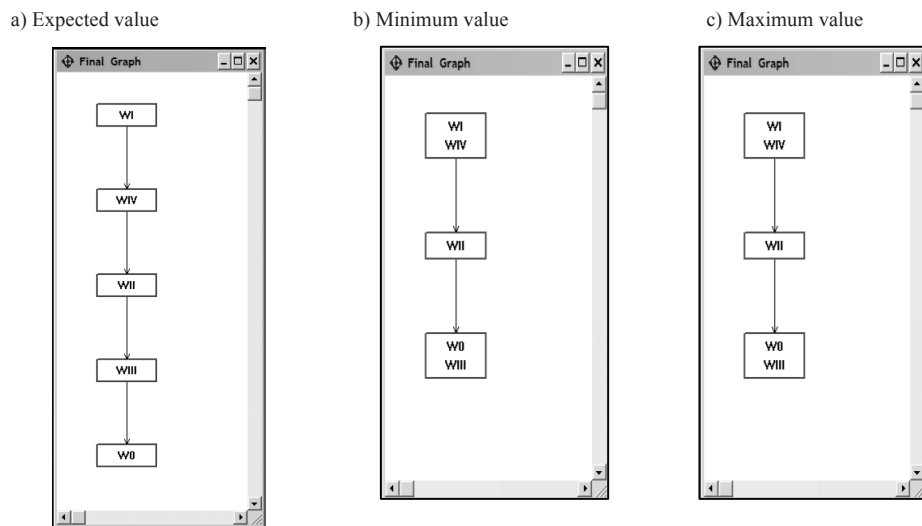 a) Expected value
Final Graph
WI
WIV
WII
WIII
W0
b) Minimum value
Final Graph
WI
WIV
WII
W0
WIII
c) Maximum value
Final Graph
WI
WIV
WII
W0
WIII